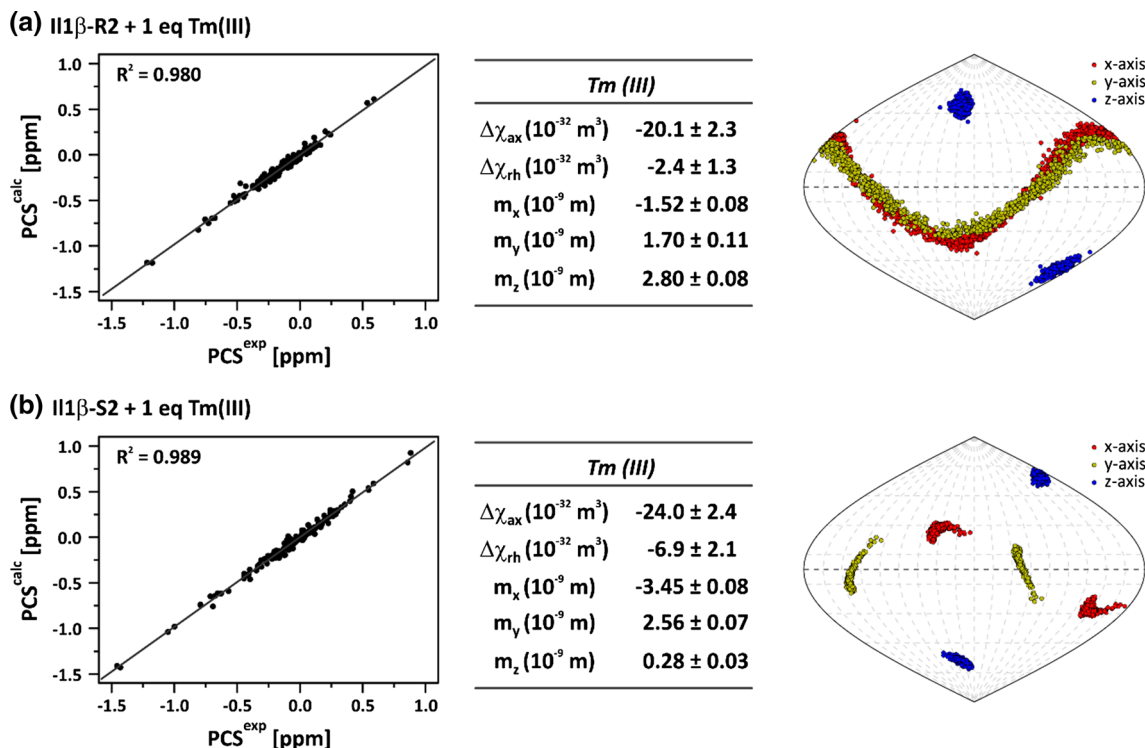 (a) Il1β-R2 + 1 eq Tm(III)
R² = 0.980
1.0
0.5
0.0
-0.5
-1.0
-1.5
PCS^calc [ppm]
-1.5 -1.0 -0.5 0.0 0.5 1.0
PCS^exp [ppm]
Tm (III)
Δχ_ax (10⁻³² m³) -20.1 ± 2.3
Δχ_rh (10⁻³² m³) -2.4 ± 1.3
m_x (10⁻⁹ m) -1.52 ± 0.08
m_y (10⁻⁹ m) 1.70 ± 0.11
m_z (10⁻⁹ m) 2.80 ± 0.08
x-axis
y-axis
z-axis
(b) Il1β-S2 + 1 eq Tm(III)
R² = 0.989
1.0
0.5
0.0
-0.5
-1.0
-1.5
PCS^calc [ppm]
-1.5 -1.0 -0.5 0.0 0.5 1.0
PCS^exp [ppm]
Tm (III)
Δχ_ax (10⁻³² m³) -24.0 ± 2.4
Δχ_rh (10⁻³² m³) -6.9 ± 2.1
m_x (10⁻⁹ m) -3.45 ± 0.08
m_y (10⁻⁹ m) 2.56 ± 0.07
m_z (10⁻⁹ m) 0.28 ± 0.03
x-axis
y-axis
z-axis